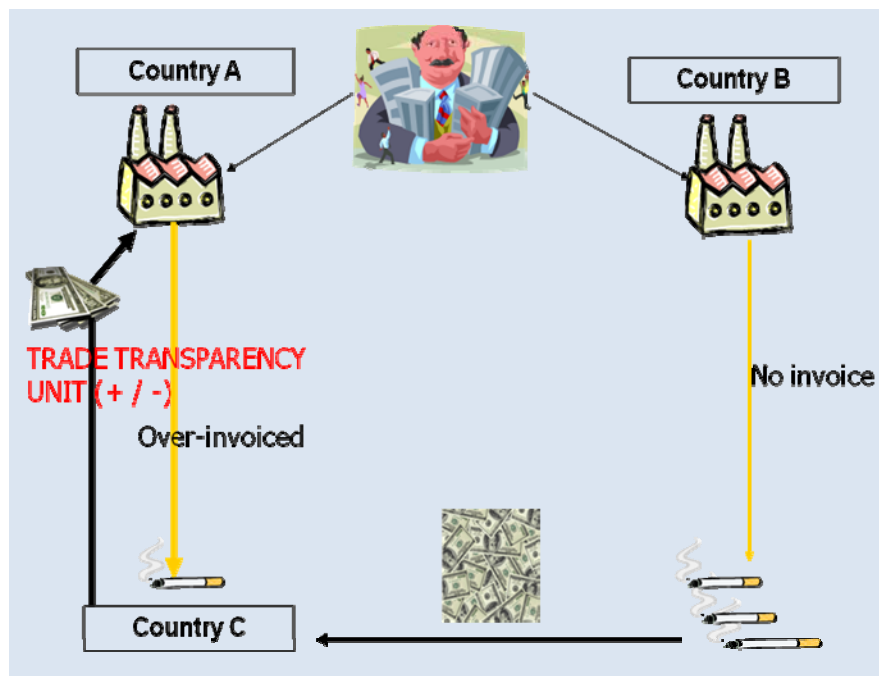 Country A
Country B
TRADE TRANSPARENCY
UNIT (+ / -)
No invoice
Over-invoiced
Country C